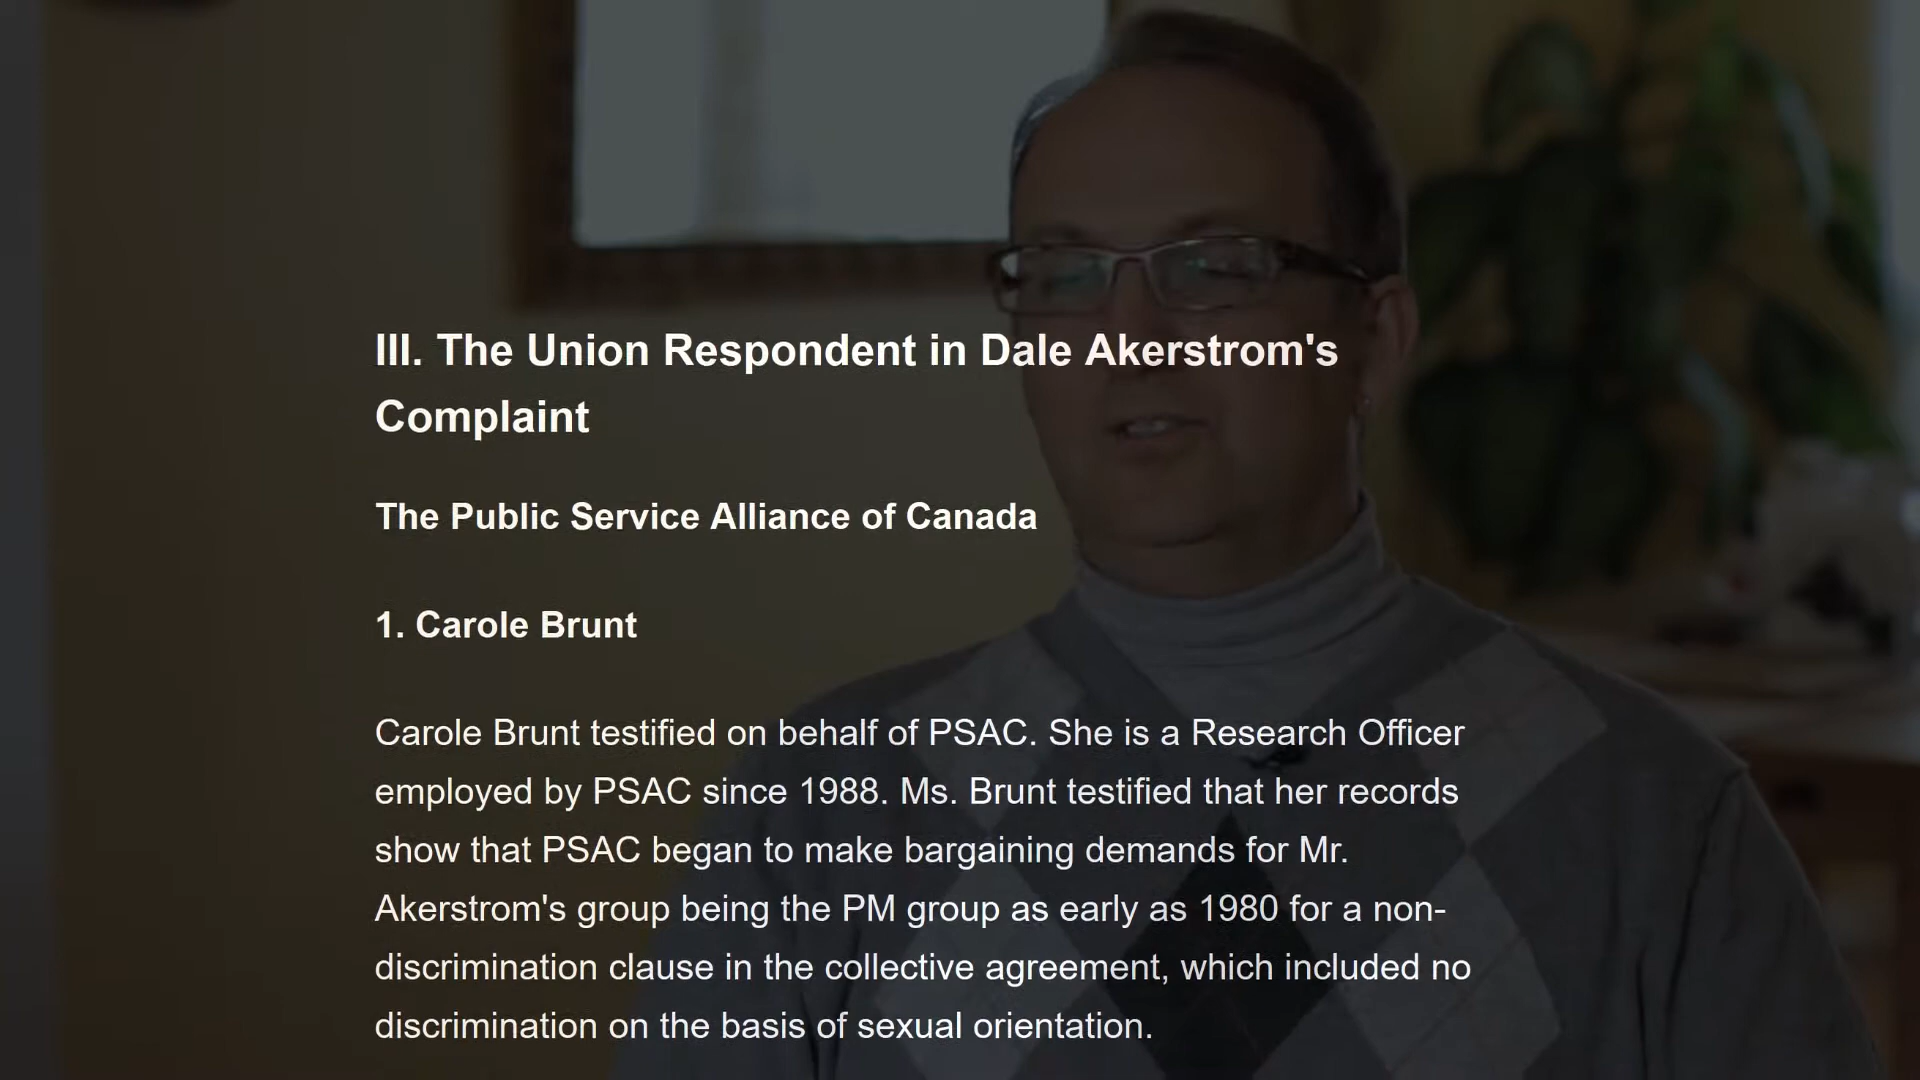 III. The Union Respondent in Dale Akerstrom's
Complaint
The Public Service Alliance of Canada
1. Carole Brunt
Carole Brunt testified on behalf of PSAC. She is a Research Officer
employed by PSAC since 1988. Ms. Brunt testified that her records
show that PSAC began to make bargaining demands for Mr.
Akerstrom's group being the PM group as early as 1980 for a non-
discrimination clause in the collective agreement, which included no
discrimination on the basis of sexual orientation.